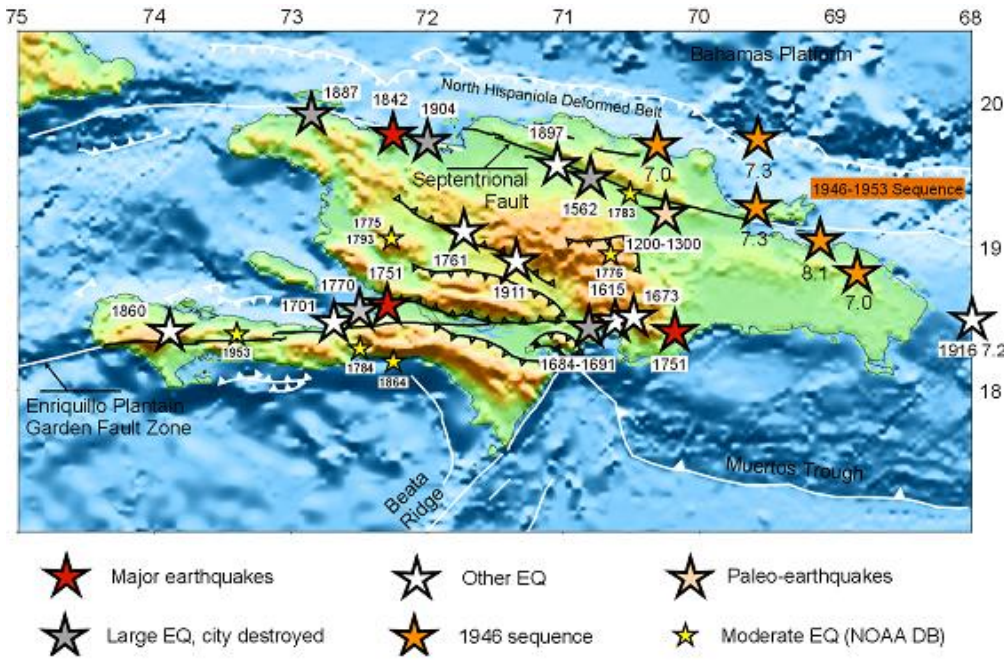 75 74 73 72 71 70 69 68
Bahamas Platform
20
North Hispaniola Deformed Belt
1887
1842
1904
1897
7.0
7.3
Septentrional
Fault
1946-1953 Sequence
1562
1783
1775
1793
1200-1300
7.3
19
1761
1776
8.1
1770
1751
1911
1615
7.0
1860
1701
1673
1953
1784
1864
1684-1691
1751
1916 7.2
18
Enriquillo Plantain
Garden Fault Zone
Beata
Ridge
Muertos Trough
Major earthquakes
Other EQ
Paleo-earthquakes
Large EQ, city destroyed
1946 sequence
Moderate EQ (NOAA DB)